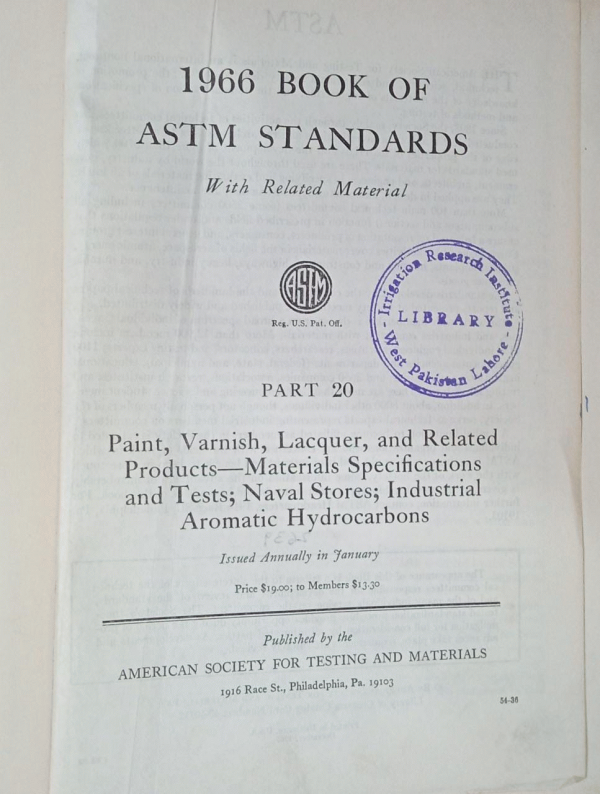 1966 BOOK OF
ASTM STANDARDS
With Related Material
ASTM
Reg. U.S. Pat. Off.
Irrigation Research Institute
- LIBRARY -
West Pakistan Lahore
PART 20
Paint, Varnish, Lacquer, and Related
Products—Materials Specifications
and Tests; Naval Stores; Industrial
Aromatic Hydrocarbons
Issued Annually in January
Price $19.00; to Members $13.30
Published by the
AMERICAN SOCIETY FOR TESTING AND MATERIALS
1916 Race St., Philadelphia, Pa. 19103
54-36